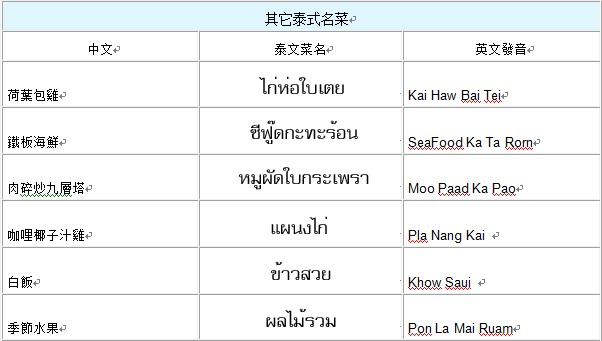 其它泰式名菜
中文 泰文菜名 英文發音
荷葉包雞 ไก่ห่อใบเตย Kai Haw Bai Tei
鐵板海鮮 ซีฟู๊ดกะทะร้อน SeaFood Ka Ta Rorn
肉碎炒九層塔 หมูผัดใบกระเพรา Moo Paad Ka Pao
咖哩椰子汁雞 แผนงไก่ Pla Nang Kai
白飯 ข้าวสวย Khow Saui
季節水果 ผลไม้รวม Pon La Mai Ruam